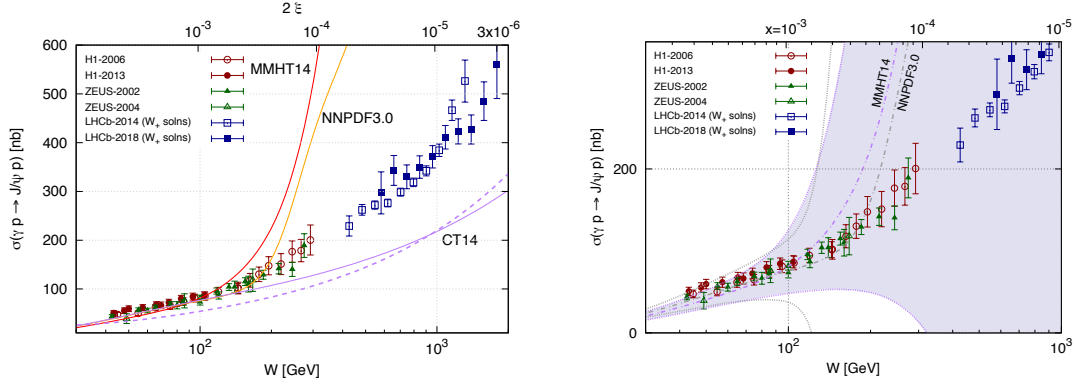 2 ξ
10⁻³ 10⁻⁴ 10⁻⁵ 3x10⁻⁶
600
500
400
300
200
100
σ(γ p → J/ψ p) [nb]
H1-2006
H1-2013
ZEUS-2002
ZEUS-2004
LHCb-2014 (W₊ solns)
LHCb-2018 (W₊ solns)
MMHT14
NNPDF3.0
CT14
10² 10³
W [GeV]
x=10⁻³ 10⁻⁴ 10⁻⁵
200
0
σ(γ p → J/ψ p) [nb]
H1-2006
H1-2013
ZEUS-2002
ZEUS-2004
LHCb-2014 (W₊ solns)
LHCb-2018 (W₊ solns)
MMHT14
NNPDF3.0
10² 10³
W [GeV]